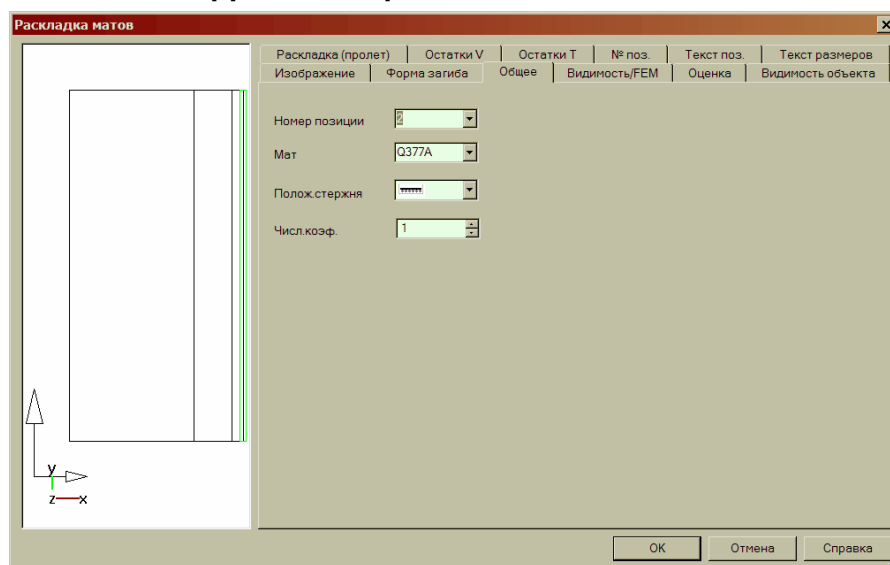 Раскладка матов
Раскладка (пролет) Остатки V Остатки T № поз. Текст поз. Текст размеров
Изображение Форма загиба Общее Видимость/FEM Оценка Видимость объекта
Номер позиции 2
Мат Q377A
Полож.стержня
Числ.коэф. 1
y
z x
OK Отмена Справка